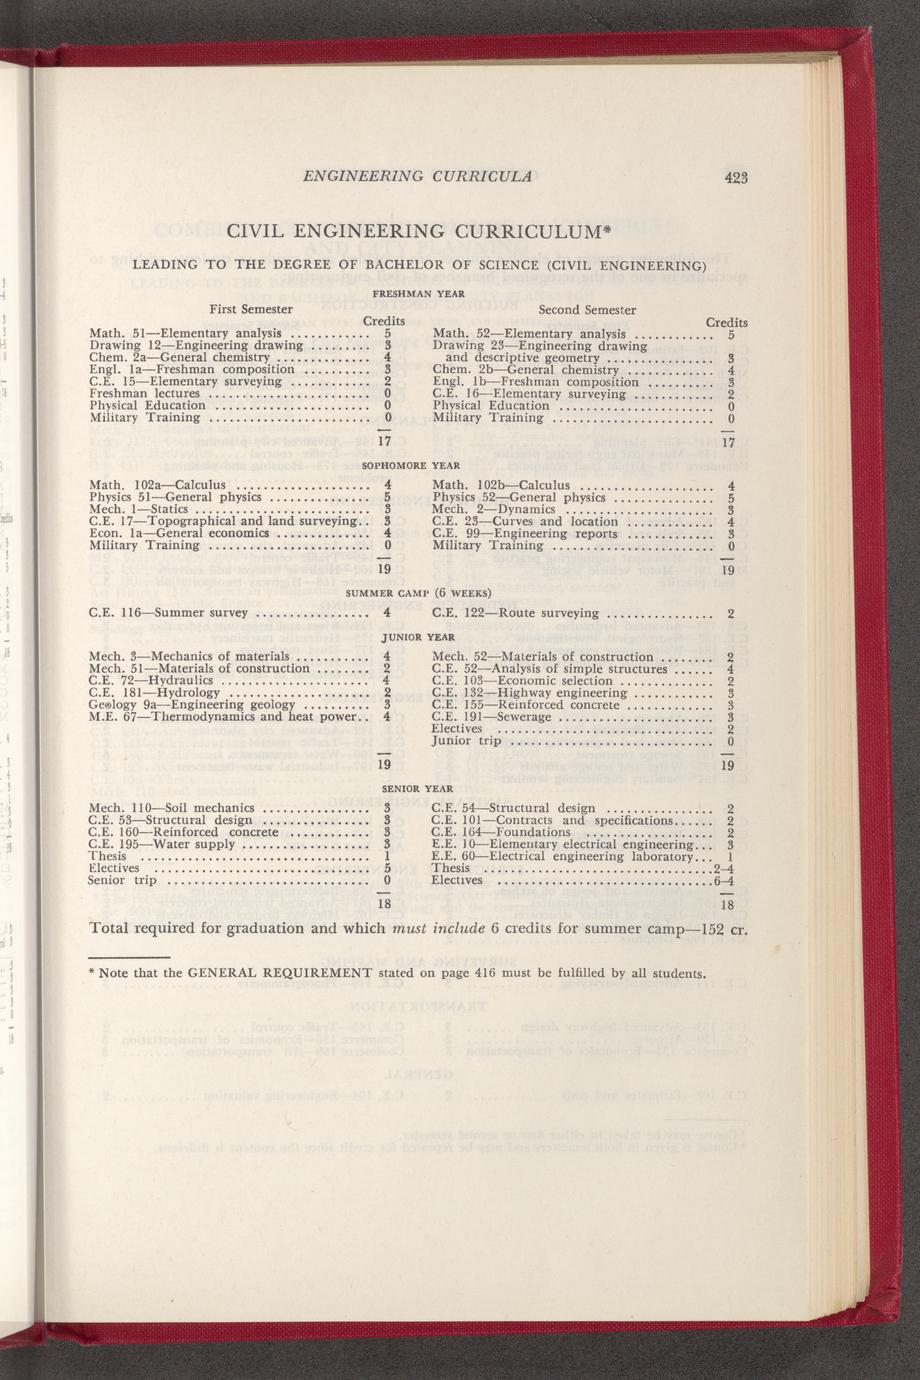 ENGINEERING CURRICULA 423
CIVIL ENGINEERING CURRICULUM*
LEADING TO THE DEGREE OF BACHELOR OF SCIENCE (CIVIL ENGINEERING)
FRESHMAN YEAR
First Semester
Credits
Math. 51—Elementary analysis ............ 5
Drawing 12—Engineering drawing ......... 3
Chem. 2a—General chemistry .............. 4
Engl. 1a—Freshman composition .......... 3
C.E. 15—Elementary surveying ............ 2
Freshman lectures ........................ 0
Physical Education ....................... 0
Military Training ........................ 0
17
Second Semester
Credits
Math. 52—Elementary analysis ............ 5
Drawing 23—Engineering drawing
and descriptive geometry ................ 3
Chem. 2b—General chemistry ............. 4
Engl. 1b—Freshman composition .......... 3
C.E. 16—Elementary surveying ............ 2
Physical Education ....................... 0
Military Training ........................ 0
17
SOPHOMORE YEAR
Math. 102a—Calculus .................... 4
Physics 51—General physics ............... 5
Mech. 1—Statics .......................... 3
C.E. 17—Topographical and land surveying.. 3
Econ. 1a—General economics .............. 4
Military Training ........................ 0
19
Math. 102b—Calculus .................... 4
Physics 52—General physics ............... 5
Mech. 2—Dynamics ...................... 3
C.E. 23—Curves and location ............. 4
C.E. 99—Engineering reports ............. 3
Military Training ........................ 0
19
SUMMER CAMP (6 WEEKS)
C.E. 116—Summer survey ................. 4
C.E. 122—Route surveying ................ 2
JUNIOR YEAR
Mech. 3—Mechanics of materials ........... 4
Mech. 51—Materials of construction ........ 2
C.E. 72—Hydraulics ...................... 4
C.E. 181—Hydrology ..................... 2
Geology 9a—Engineering geology .......... 3
M.E. 67—Thermodynamics and heat power.. 4
19
Mech. 52—Materials of construction ........ 2
C.E. 52—Analysis of simple structures ...... 4
C.E. 103—Economic selection .............. 2
C.E. 132—Highway engineering ............ 3
C.E. 155—Reinforced concrete ............. 3
C.E. 191—Sewerage ....................... 3
Electives ................................ 2
Junior trip .............................. 0
19
SENIOR YEAR
Mech. 110—Soil mechanics ................ 3
C.E. 53—Structural design ................ 3
C.E. 160—Reinforced concrete ............ 3
C.E. 195—Water supply ................... 3
Thesis .................................. 1
Electives ................................ 5
Senior trip .............................. 0
18
C.E. 54—Structural design ................ 2
C.E. 101—Contracts and specifications...... 2
C.E. 164—Foundations ................... 2
E.E. 10—Elementary electrical engineering... 3
E.E. 60—Electrical engineering laboratory... 1
Thesis ..................................2–4
Electives ................................6–4
18
Total required for graduation and which must include 6 credits for summer camp—152 cr.
* Note that the GENERAL REQUIREMENT stated on page 416 must be fulfilled by all students.